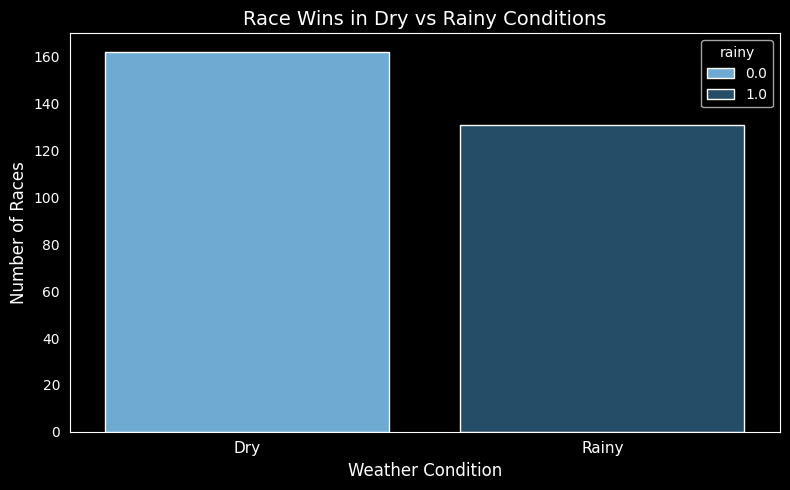 Race Wins in Dry vs Rainy Conditions
rainy
0.0
1.0
160
140
120
100
80
60
40
20
0
Number of Races
Dry
Rainy
Weather Condition